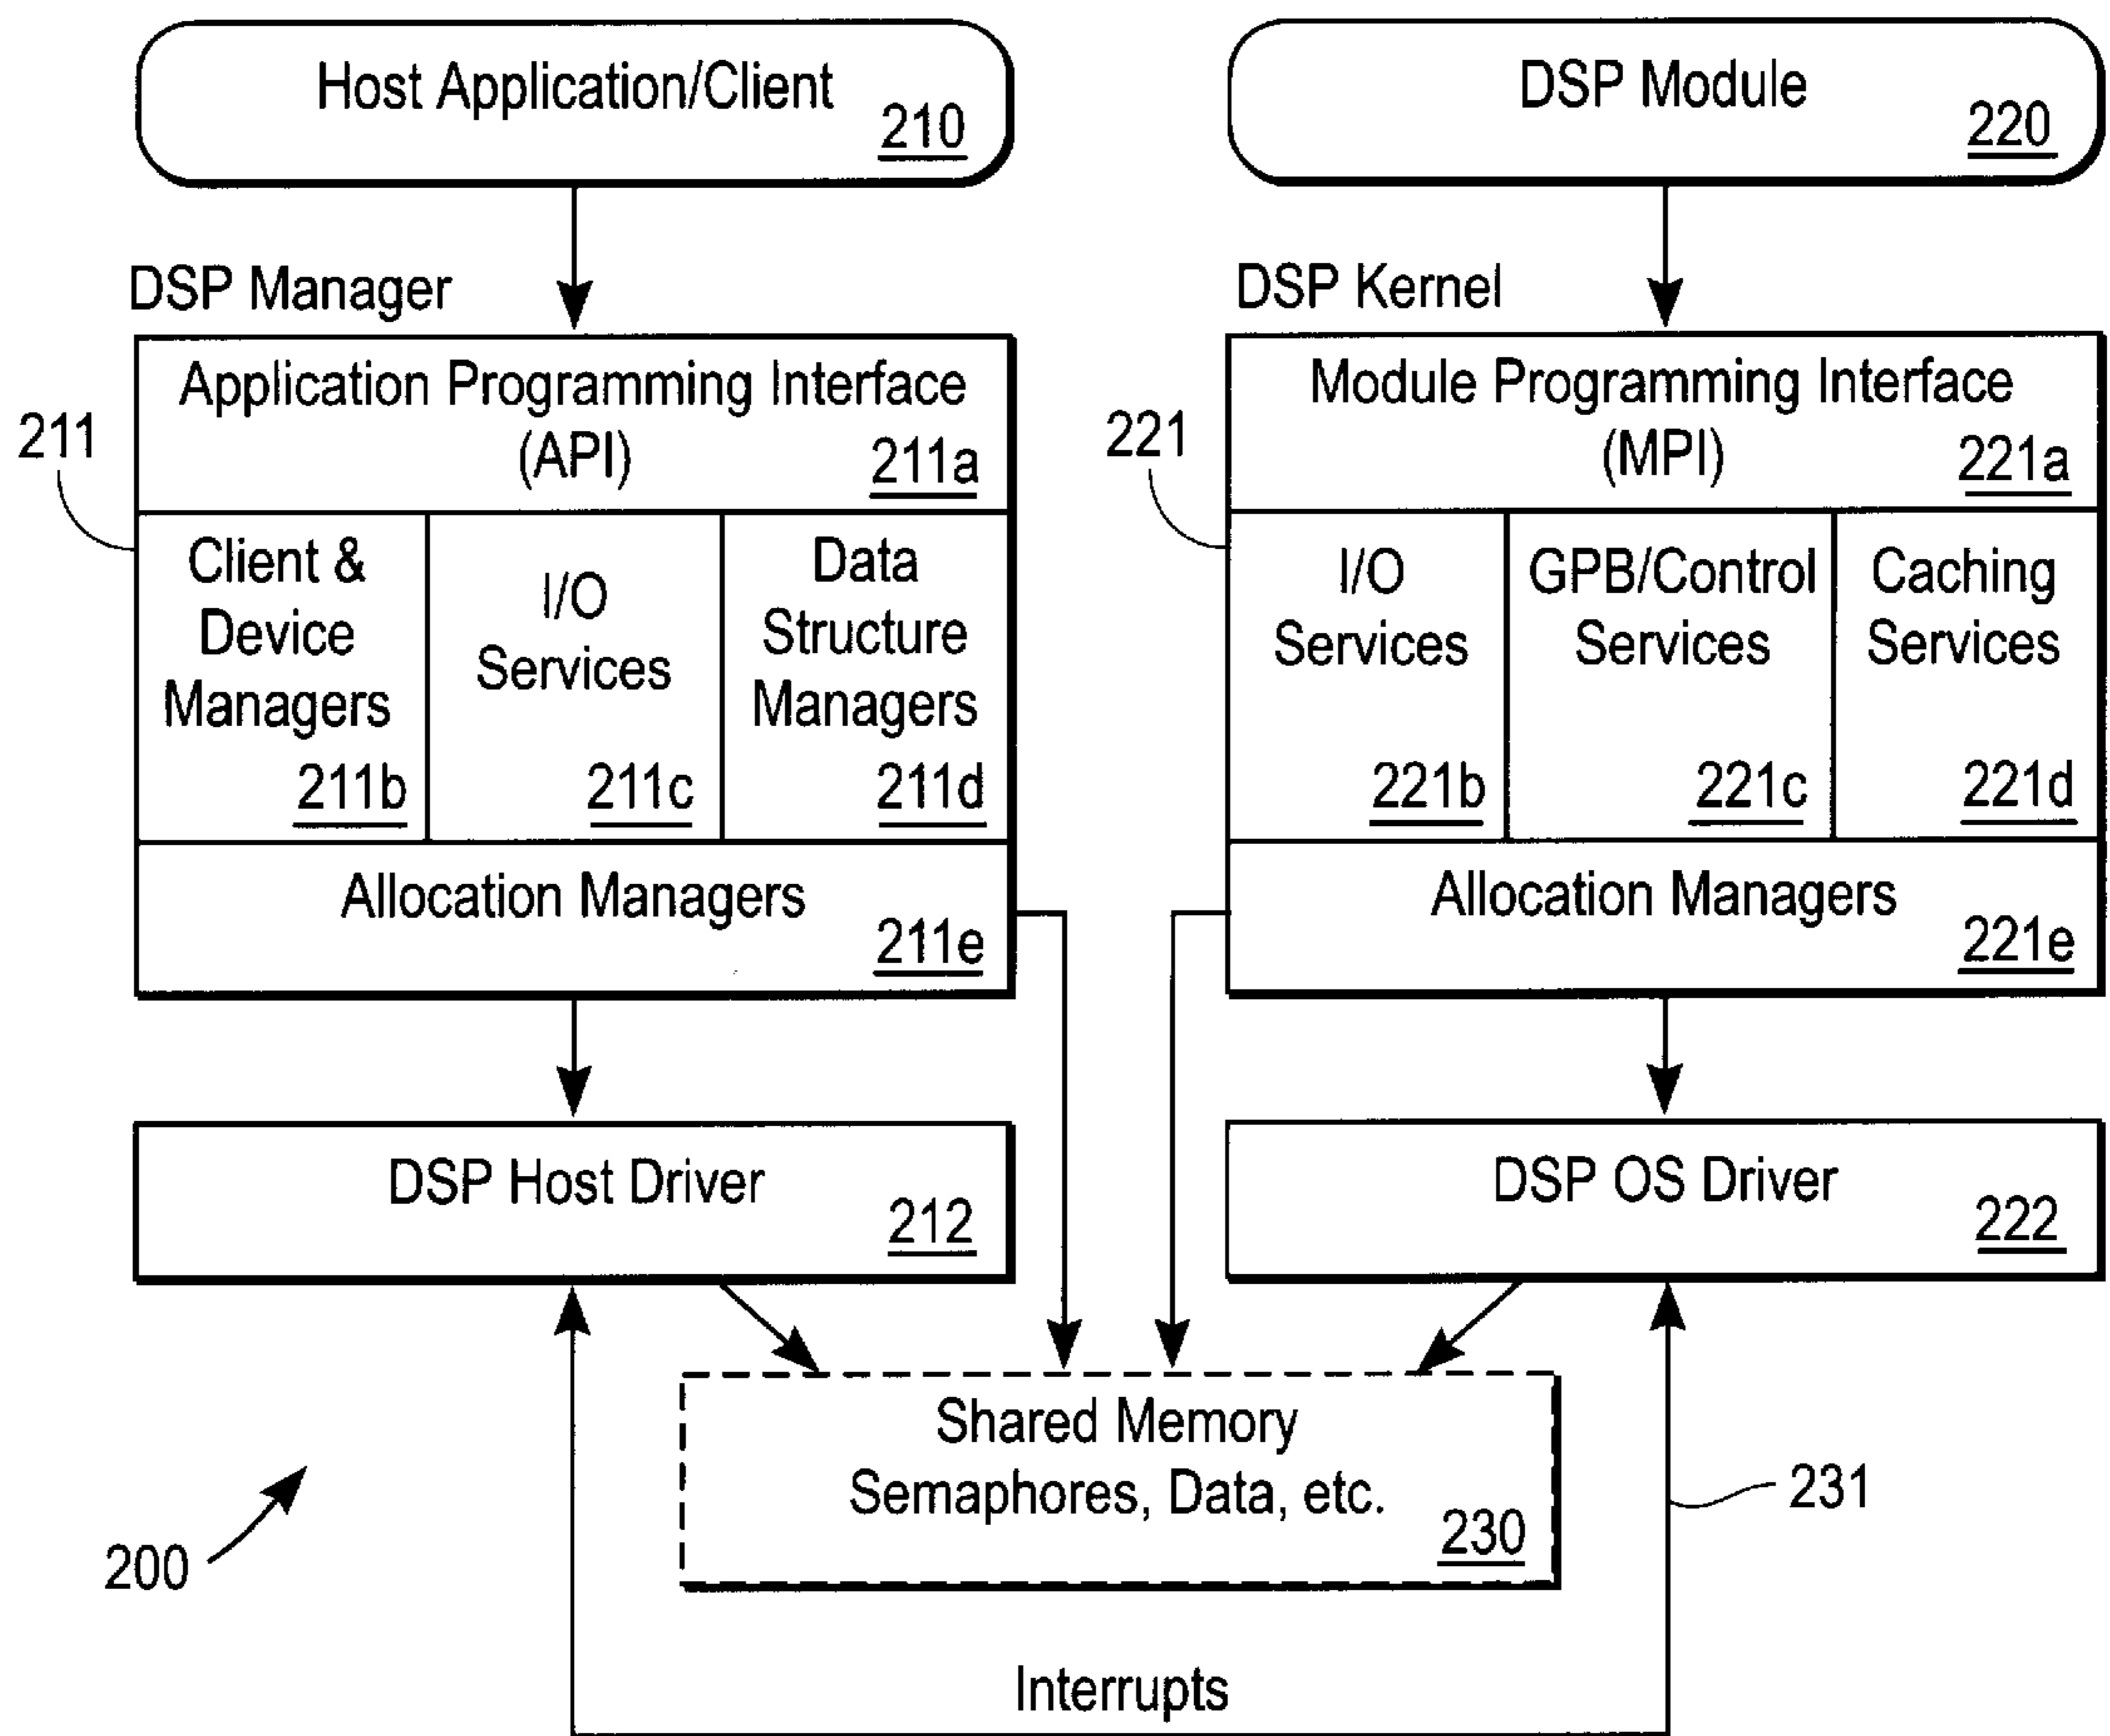 Host Application/Client
210
DSP Module
220
DSP Manager
Application Programming Interface
(API)
211a
211
Client &
Device
Managers
211b
I/O
Services
211c
Data
Structure
Managers
211d
Allocation Managers
211e
DSP Kernel
Module Programming Interface
(MPI)
221a
221
I/O
Services
221b
GPB/Control
Services
221c
Caching
Services
221d
Allocation Managers
221e
DSP Host Driver
212
DSP OS Driver
222
Shared Memory
Semaphores, Data, etc.
230
231
200
Interrupts